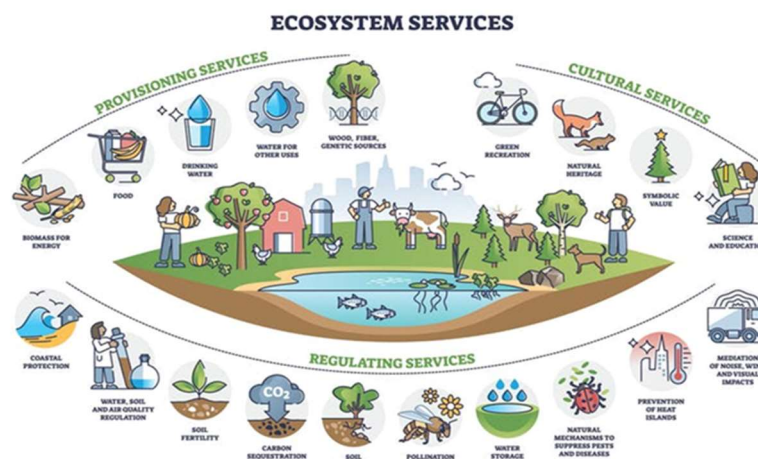 ECOSYSTEM SERVICES
PROVISIONING SERVICES
BIOMASS FOR
ENERGY
FOOD
DRINKING
WATER
WATER FOR
OTHER USES
WOOD, FIBER,
GENETIC SOURCES
CULTURAL SERVICES
GREEN
RECREATION
NATURAL
HERITAGE
SYMBOLIC
VALUE
SCIENCE
AND EDUCATIO
REGULATING SERVICES
COASTAL
PROTECTION
WATER, SOIL
AND AIR QUALITY
REGULATION
SOIL
FERTILITY
CO2
CARBON
SEQUESTRATION
SOIL
POLLINATION
WATER
STORAGE
NATURAL
MECHANISMS TO
SUPPRESS PESTS
AND DISEASES
PREVENTION
OF HEAT
ISLANDS
MEDIATION
OF NOISE,
AND VISUAL
IMPACTS